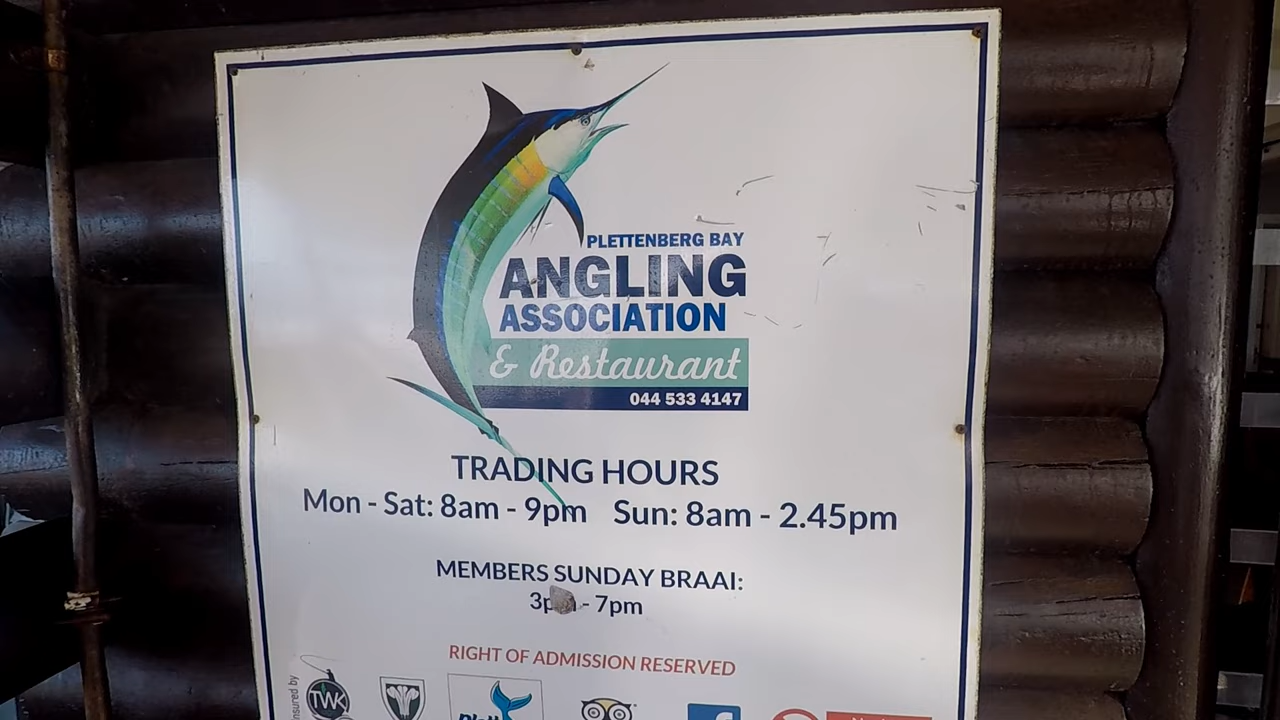 PLETTENBERG BAY
ANGLING
ASSOCIATION
& Restaurant
044 533 4147
TRADING HOURS
Mon - Sat: 8am - 9pm Sun: 8am - 2.45pm
MEMBERS SUNDAY BRAAI:
3pm - 7pm
RIGHT OF ADMISSION RESERVED
TWK